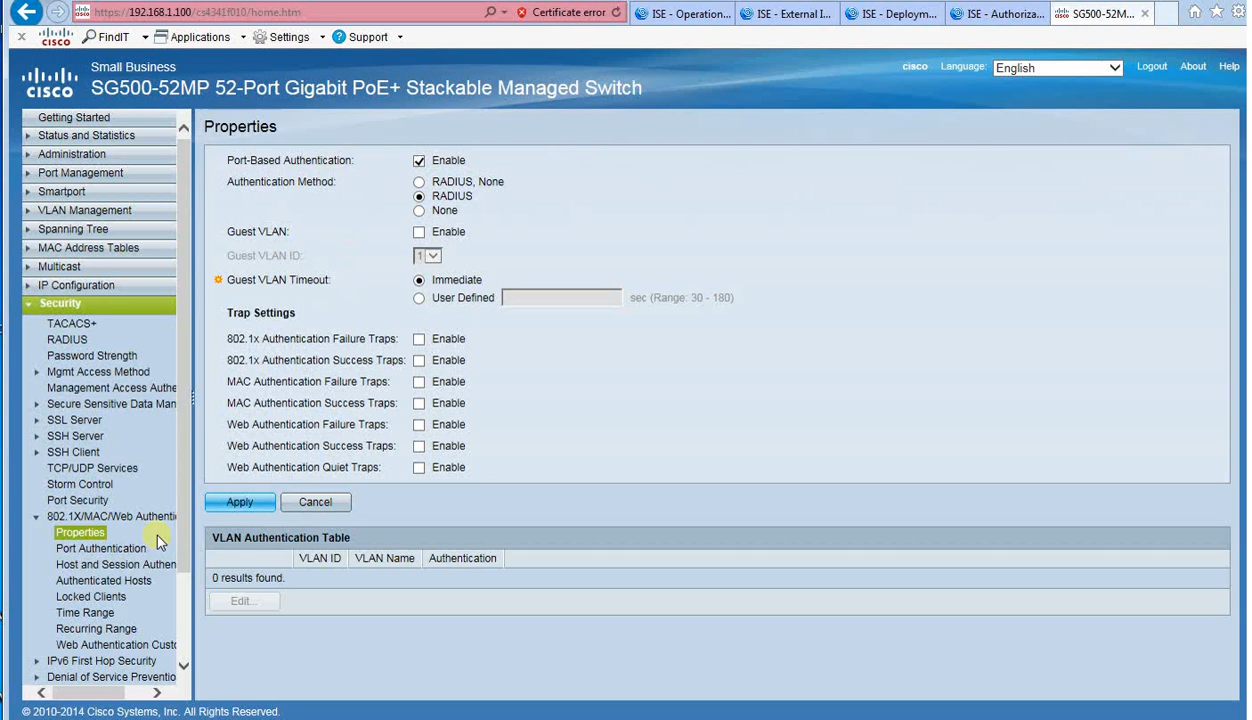 https://192.168.1.100/cs4341f010/home.htm
Certificate error
ISE - Operation...
ISE - External I...
ISE - Deploym...
ISE - Authoriza...
SG500-52M...
x
cisco
FindIT
Applications
Settings
Support
cisco
Small Business
SG500-52MP 52-Port Gigabit PoE+ Stackable Managed Switch
cisco
Language:
English
Logout
About
Help
Getting Started
Status and Statistics
Administration
Port Management
Smartport
VLAN Management
Spanning Tree
MAC Address Tables
Multicast
IP Configuration
Security
TACACS+
RADIUS
Password Strength
Mgmt Access Method
Management Access Authe
Secure Sensitive Data Man
SSL Server
SSH Server
SSH Client
TCP/UDP Services
Storm Control
Port Security
802.1X/MAC/Web Authenti
Properties
Port Authentication
Host and Session Authen
Authenticated Hosts
Locked Clients
Time Range
Recurring Range
Web Authentication Custo
IPv6 First Hop Security
Denial of Service Preventio
Properties
Port-Based Authentication:
Enable
Authentication Method:
RADIUS, None
RADIUS
None
Guest VLAN:
Enable
Guest VLAN ID:
1
Guest VLAN Timeout:
Immediate
User Defined
sec (Range: 30 - 180)
Trap Settings
802.1x Authentication Failure Traps:
Enable
802.1x Authentication Success Traps:
Enable
MAC Authentication Failure Traps:
Enable
MAC Authentication Success Traps:
Enable
Web Authentication Failure Traps:
Enable
Web Authentication Success Traps:
Enable
Web Authentication Quiet Traps:
Enable
Apply
Cancel
VLAN Authentication Table
VLAN ID
VLAN Name
Authentication
0 results found.
Edit...
© 2010-2014 Cisco Systems, Inc. All Rights Reserved.